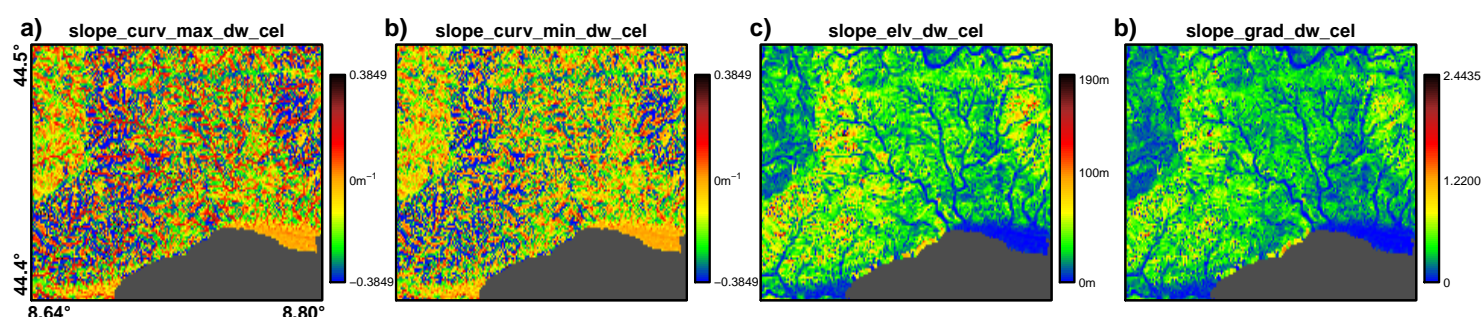 a) slope_curv_max_dw_cel
44.5°
44.4°
8.64°
8.80°
0.3849
0m⁻¹
−0.3849
b) slope_curv_min_dw_cel
0.3849
0m⁻¹
−0.3849
c) slope_elv_dw_cel
190m
100m
0m
b) slope_grad_dw_cel
2.4435
1.2200
0